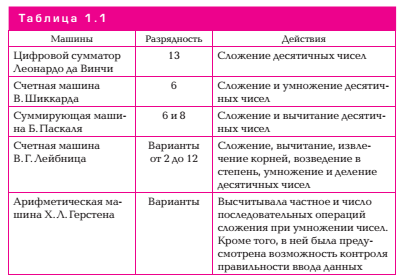 Таблица 1.1
Машины Разрядность Действия
Цифровой сумматор 13 Сложение десятичных чисел
Леонардо да Винчи
Счетная машина 6 Сложение и умножение десятич-
В. Шиккарда ных чисел
Суммирующая маши- 6 и 8 Сложение и вычитание десятич-
на Б. Паскаля ных чисел
Счетная машина Варианты Сложение, вычитание, извле-
В. Г. Лейбница от 2 до 12 чение корней, возведение в
степень, умножение и деление
десятичных чисел
Арифметическая ма- Варианты Высчитывала частное и число
шина Х. Л. Герстена последовательных операций
сложения при умножении чисел.
Кроме того, в ней была преду-
смотрена возможность контроля
правильности ввода данных